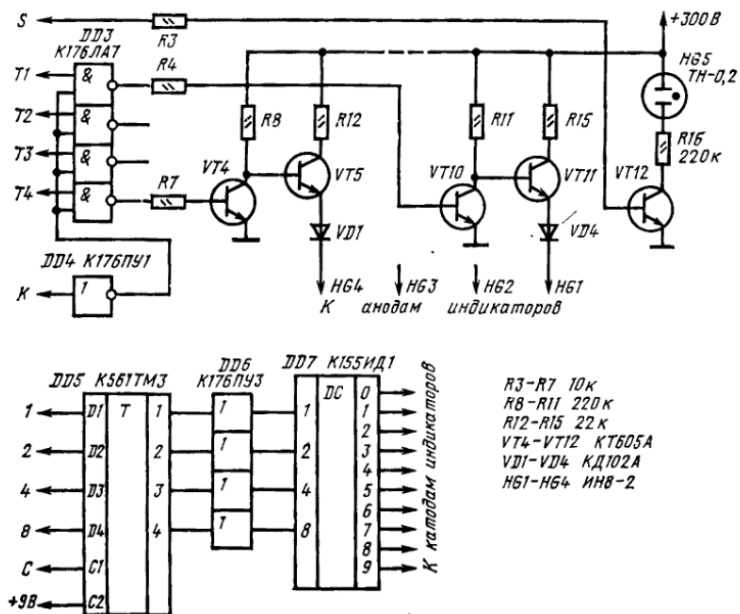 S
DD3
К176ЛА7
R3
R4
+300В
HG5
ТН-0,2
T1
&
T2
&
T3
&
T4
&
R7
R8
R12
R11
R15
R16
220к
VT4
VT5
VT10
VT11
VT12
VD1
VD4
DD4 К176ПУ1
K
1
HG4
HG3
HG2
HG1
К анодам индикаторов
DD5 К561ТМ3
DD6
К176ПУ3
DD7 К155ИД1
1
D1
T
1
1
1
DC
0
1
2
D2
2
1
2
2
3
4
D3
3
1
4
4
5
8
D4
4
1
8
6
7
C
C1
8
9
+9В
C2
К катодам индикаторов
R3-R7 10к
R8-R11 220к
R12-R15 22к
VT4-VT12 КТ605А
VD1-VD4 КД102А
HG1-HG4 ИН8-2